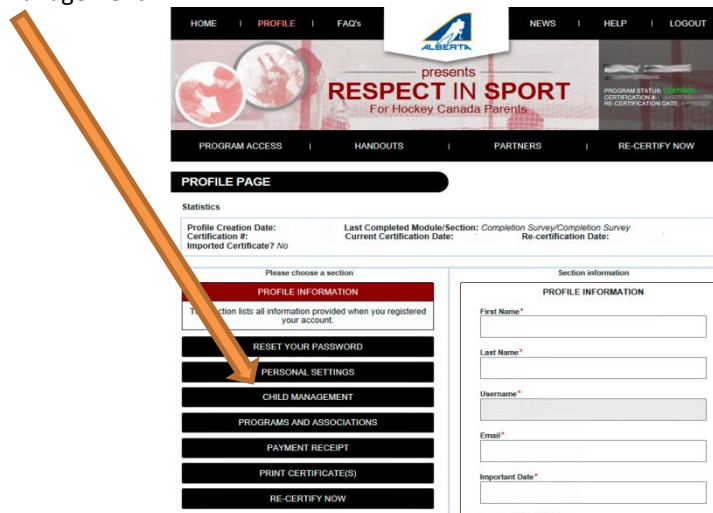 HOME | PROFILE | FAQ's NEWS | HELP | LOGOUT
ALBERTA
presents
RESPECT IN SPORT
For Hockey Canada Parents
PROGRAM STATUS: CERTIFIED
CERTIFICATION #:
RE-CERTIFICATION DATE:
PROGRAM ACCESS | HANDOUTS | PARTNERS | RE-CERTIFY NOW
PROFILE PAGE
Statistics
Profile Creation Date: Last Completed Module/Section: Completion Survey/Completion Survey
Certification #: Current Certification Date: Re-certification Date:
Imported Certificate? No
Please choose a section
PROFILE INFORMATION
section lists all information provided when you registered
your account.
RESET YOUR PASSWORD
PERSONAL SETTINGS
CHILD MANAGEMENT
PROGRAMS AND ASSOCIATIONS
PAYMENT RECEIPT
PRINT CERTIFICATE(S)
RE-CERTIFY NOW
Section information
PROFILE INFORMATION
First Name*
Last Name*
Username*
Email*
Important Date*